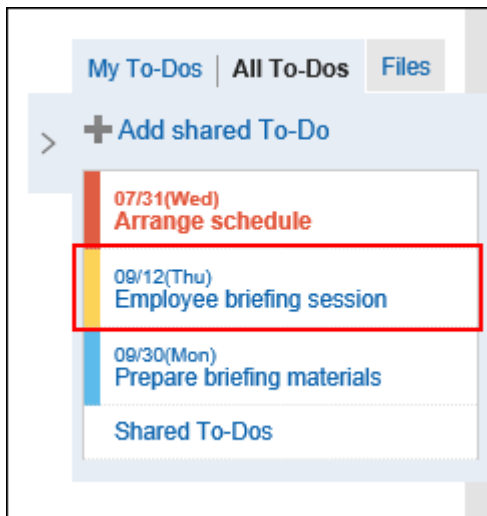 My To-Dos | All To-Dos Files
Add shared To-Do
07/31(Wed)
Arrange schedule
09/12(Thu)
Employee briefing session
09/30(Mon)
Prepare briefing materials
Shared To-Dos